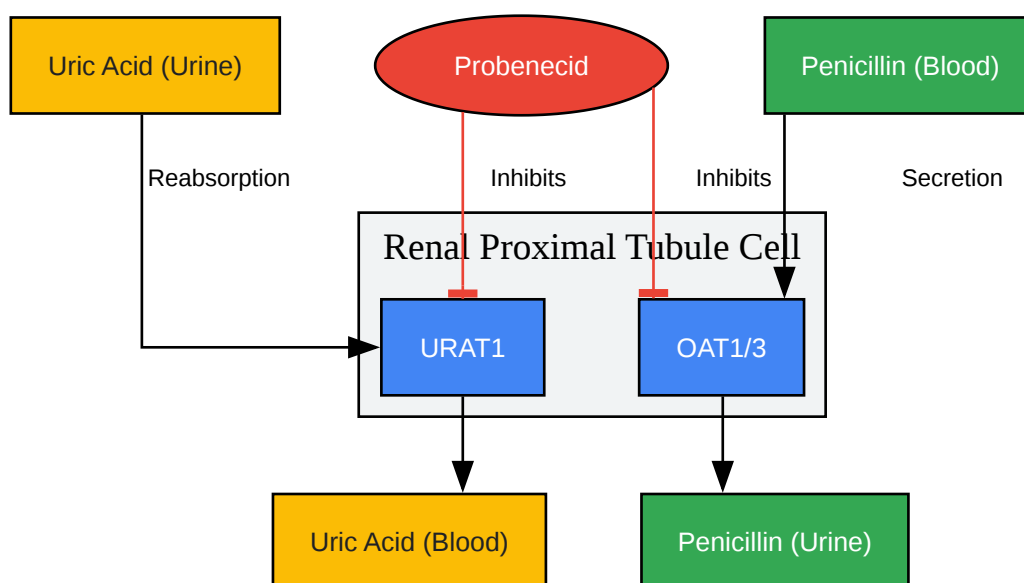 Uric Acid (Urine)
Probenecid
Penicillin (Blood)
Reabsorption
Inhibits
Inhibits
Secretion
Renal Proximal Tubule Cell
URAT1
OAT1/3
Uric Acid (Blood)
Penicillin (Urine)